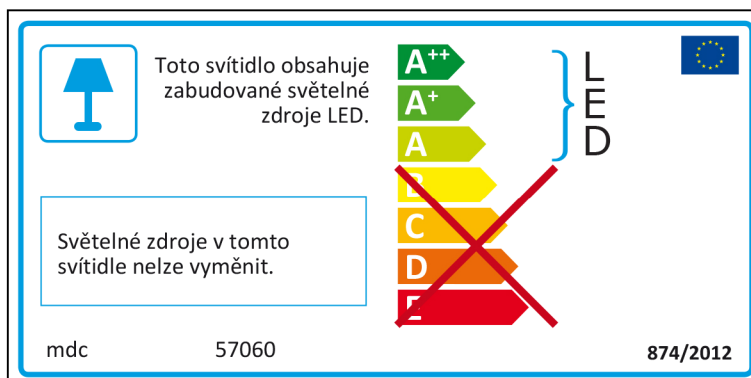 Toto svítidlo obsahuje
zabudované světelné
zdroje LED.
A++
A+
A
B
C
D
E
L
E
D
Světelné zdroje v tomto
svítidle nelze vyměnit.
mdc 57060
874/2012